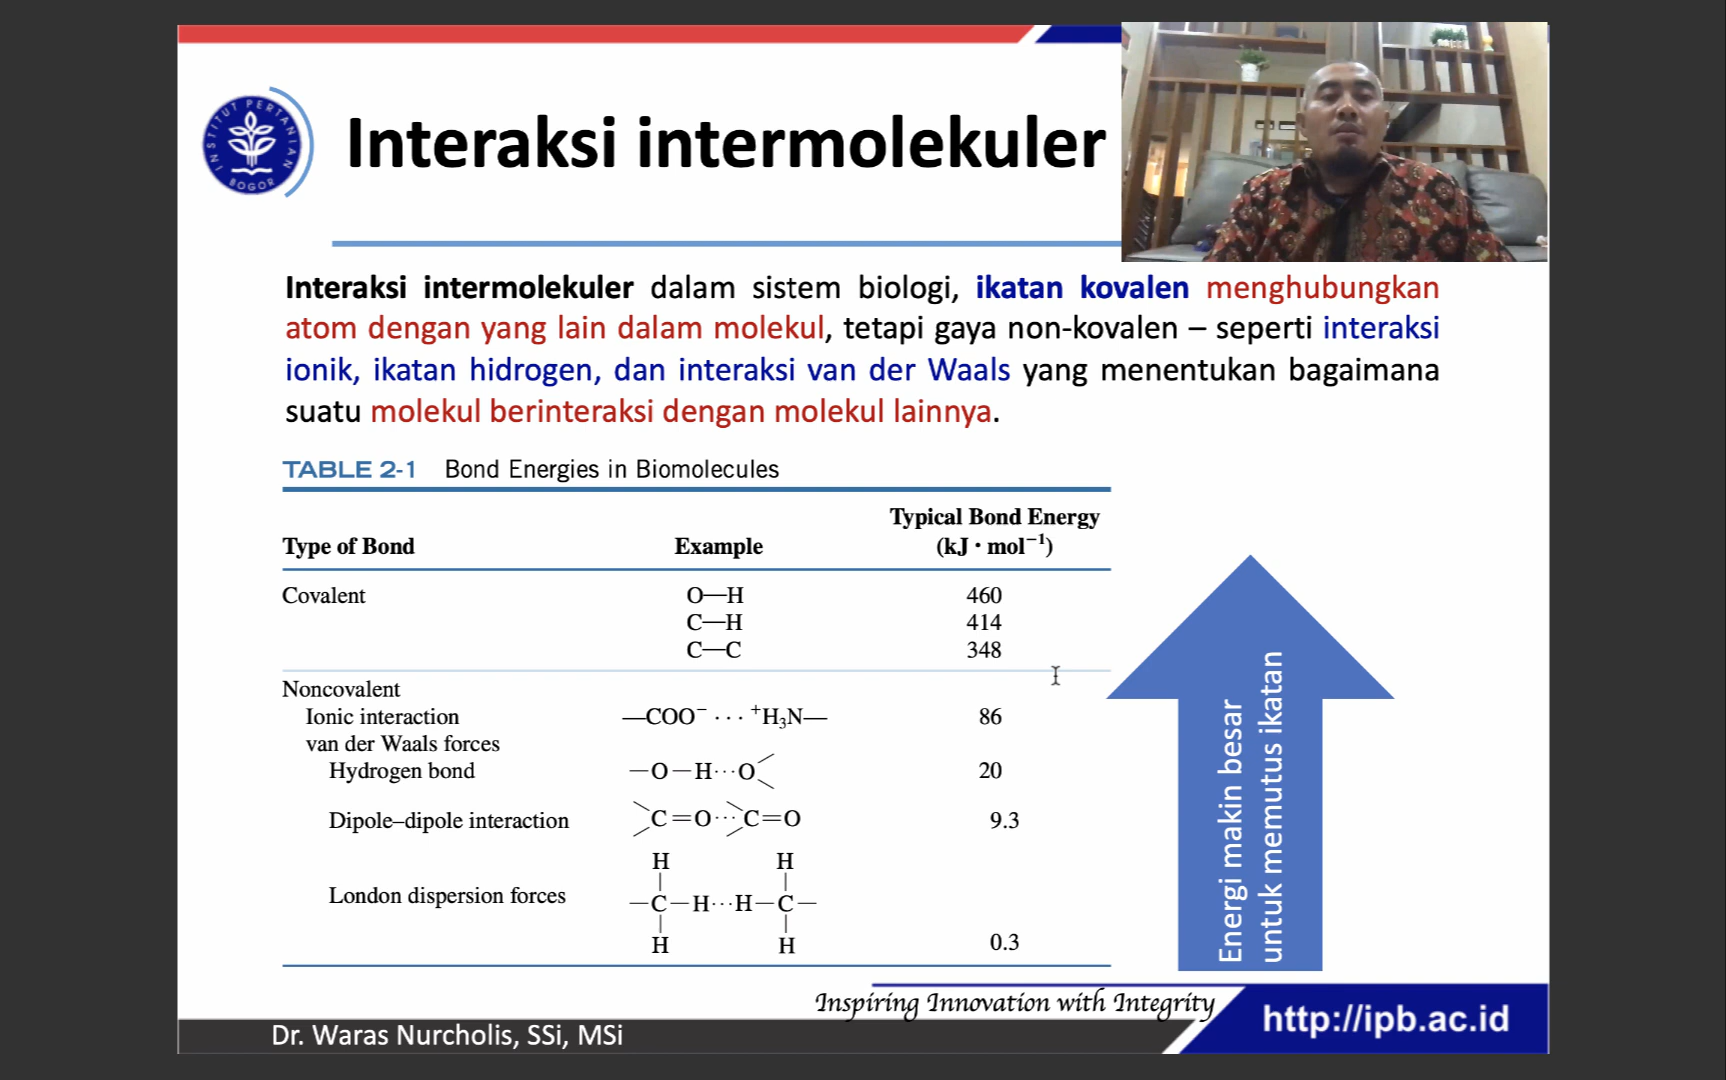 INSTITUT PERTANIAN
BOGOR
Interaksi intermolekuler
Interaksi intermolekuler dalam sistem biologi, ikatan kovalen menghubungkan
atom dengan yang lain dalam molekul, tetapi gaya non-kovalen – seperti interaksi
ionik, ikatan hidrogen, dan interaksi van der Waals yang menentukan bagaimana
suatu molekul berinteraksi dengan molekul lainnya.
TABLE 2-1 Bond Energies in Biomolecules
Typical Bond Energy
Type of Bond Example (kJ · mol⁻¹)
Covalent O—H 460
C—H 414
C—C 348
Noncovalent
Ionic interaction —COO⁻ · · · ⁺H₃N— 86
van der Waals forces
Hydrogen bond —O—H···O 20
Dipole–dipole interaction C=O···C=O 9.3
H H
London dispersion forces —C—H···H—C—
H H 0.3
Energi makin besar
untuk memutus ikatan
Inspiring Innovation with Integrity
http://ipb.ac.id
Dr. Waras Nurcholis, SSi, MSi